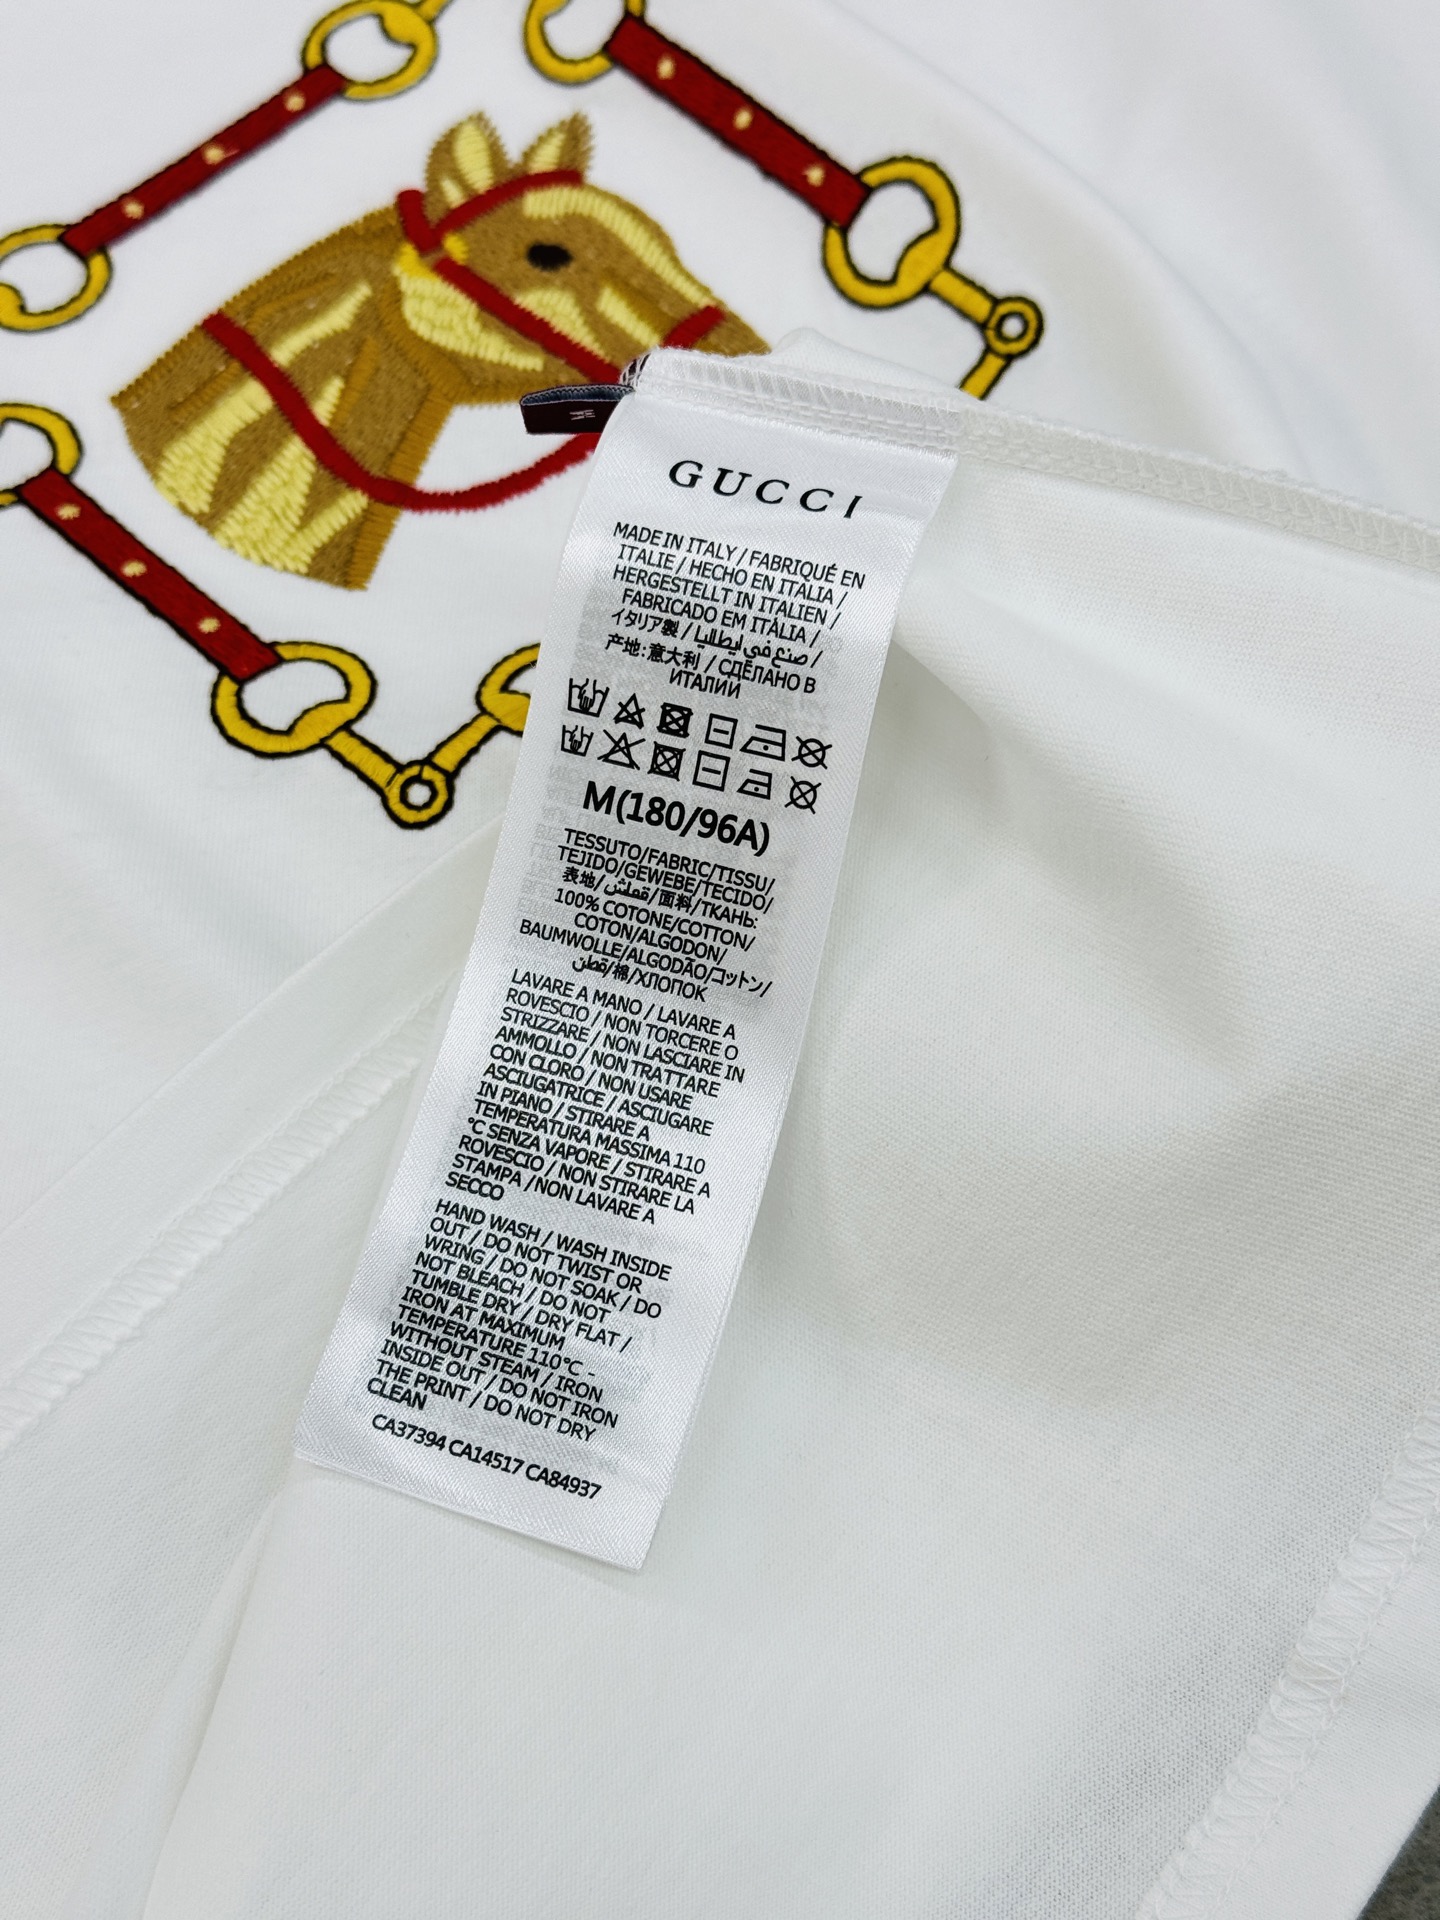 GUCCI
MADE IN ITALY / FABRIQUÉ EN
ITALIE / HECHO EN ITALIA /
HERGESTELLT IN ITALIEN /
FABRICADO EM ITÀLIA /
イタリア製 / صنع في إيطاليا /
产地:意大利 / СДЕЛАНО В
ИТАЛИИ
M(180/96A)
TESSUTO/FABRIC/TISSU/
TEJIDO/GEWEBE/TECIDO/
表地/قماش/面料/ТКАНЬ:
100% COTONE/COTTON/
COTON/ALGODON/
BAUMWOLLE/ALGODÃO/コットン/
قطن/棉/ХЛОПОК
LAVARE A MANO / LAVARE A
ROVESCIO / NON TORCERE O
STRIZZARE / NON LASCIARE IN
AMMOLLO / NON TRATTARE
CON CLORO / NON USARE
ASCIUGATRICE / ASCIUGARE
IN PIANO / STIRARE A
TEMPERATURA MASSIMA 110
°C SENZA VAPORE / STIRARE A
ROVESCIO / NON STIRARE LA
STAMPA /NON LAVARE A
SECCO
HAND WASH / WASH INSIDE
OUT / DO NOT TWIST OR
WRING / DO NOT SOAK / DO
NOT BLEACH / DO NOT
TUMBLE DRY / DRY FLAT /
IRON AT MAXIMUM
TEMPERATURE 110°C -
WITHOUT STEAM / IRON
INSIDE OUT / DO NOT IRON
THE PRINT / DO NOT DRY
CLEAN
CA37394 CA14517 CA84937